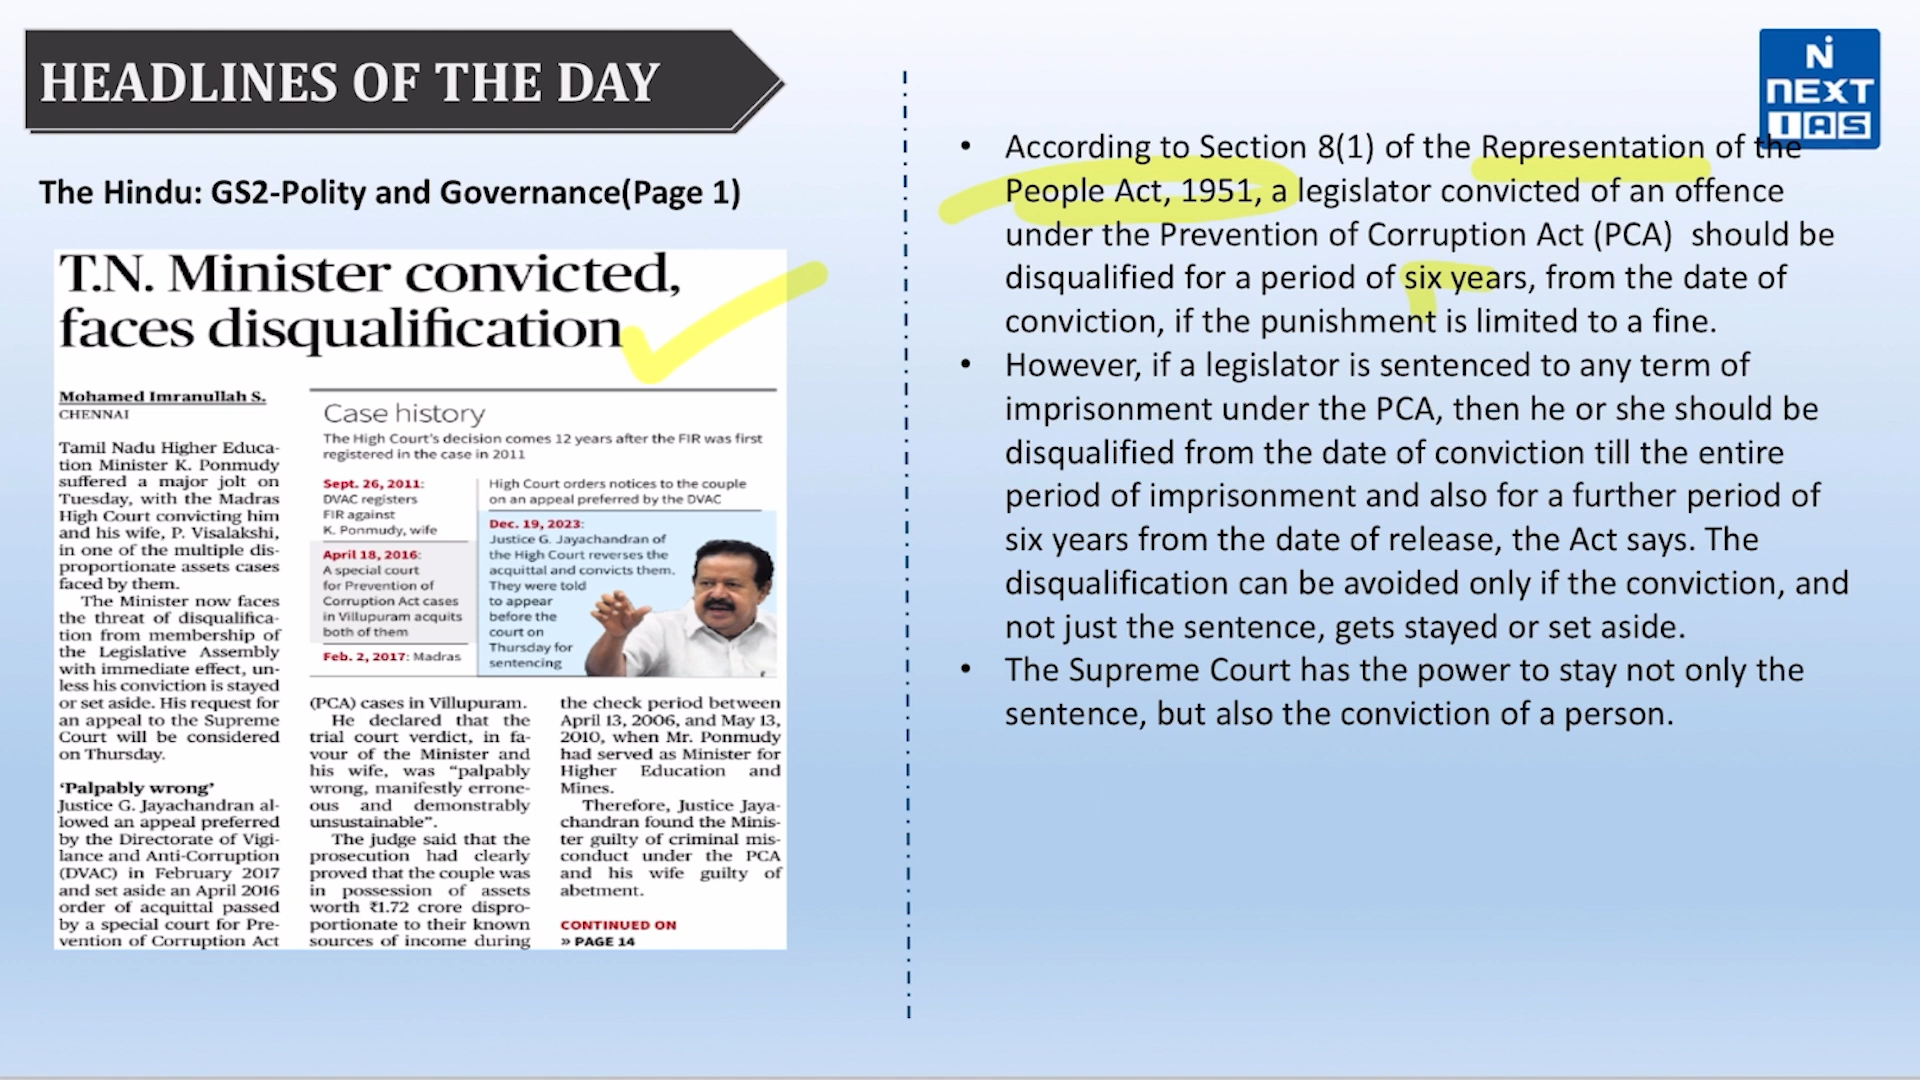 HEADLINES OF THE DAY
The Hindu: GS2-Polity and Governance(Page 1)
T.N. Minister convicted,
faces disqualification
Mohamed Imranullah S.
CHENNAI
Tamil Nadu Higher Educa-
tion Minister K. Ponmudy
suffered a major jolt on
Tuesday, with the Madras
High Court convicting him
and his wife, P. Visalakshi,
in one of the multiple dis-
proportionate assets cases
faced by them.
The Minister now faces
the threat of disqualifica-
tion from membership of
the Legislative Assembly
with immediate effect, un-
less his conviction is stayed
or set aside. His request for
an appeal to the Supreme
Court will be considered
on Thursday.
‘Palpably wrong’
Justice G. Jayachandran al-
lowed an appeal preferred
by the Directorate of Vigi-
lance and Anti-Corruption
(DVAC) in February 2017
and set aside an April 2016
order of acquittal passed
by a special court for Pre-
vention of Corruption Act
Case history
The High Court's decision comes 12 years after the FIR was first
registered in the case in 2011
Sept. 26, 2011:
DVAC registers
FIR against
K. Ponmudy, wife
April 18, 2016:
A special court
for Prevention of
Corruption Act cases
in Villupuram acquits
both of them
Feb. 2, 2017: Madras
High Court orders notices to the couple
on an appeal preferred by the DVAC
Dec. 19, 2023:
Justice G. Jayachandran of
the High Court reverses the
acquittal and convicts them.
They were told
to appear
before the
court on
Thursday for
sentencing
(PCA) cases in Villupuram.
He declared that the
trial court verdict, in fa-
vour of the Minister and
his wife, was “palpably
wrong, manifestly errone-
ous and demonstrably
unsustainable”.
The judge said that the
prosecution had clearly
proved that the couple was
in possession of assets
worth ₹1.72 crore dispro-
portionate to their known
sources of income during
the check period between
April 13, 2006, and May 13,
2010, when Mr. Ponmudy
had served as Minister for
Higher Education and
Mines.
Therefore, Justice Jaya-
chandran found the Minis-
ter guilty of criminal mis-
conduct under the PCA
and his wife guilty of
abetment.
CONTINUED ON
» PAGE 14
N
NEXT
IAS
• According to Section 8(1) of the Representation of the
People Act, 1951, a legislator convicted of an offence
under the Prevention of Corruption Act (PCA) should be
disqualified for a period of six years, from the date of
conviction, if the punishment is limited to a fine.
• However, if a legislator is sentenced to any term of
imprisonment under the PCA, then he or she should be
disqualified from the date of conviction till the entire
period of imprisonment and also for a further period of
six years from the date of release, the Act says. The
disqualification can be avoided only if the conviction, and
not just the sentence, gets stayed or set aside.
• The Supreme Court has the power to stay not only the
sentence, but also the conviction of a person.